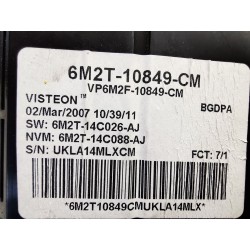 6M2T-10849-CM
VP6M2F-10849-CM
VISTEON™ BGDPA
02/Mar/2007 10/39/11
SW: 6M2T-14C026-AJ
NVM: 6M2T-14C088-AJ
S/N: UKLA14MLXCM FCT: 7/1
*6M2T10849CMUKLA14MLX*